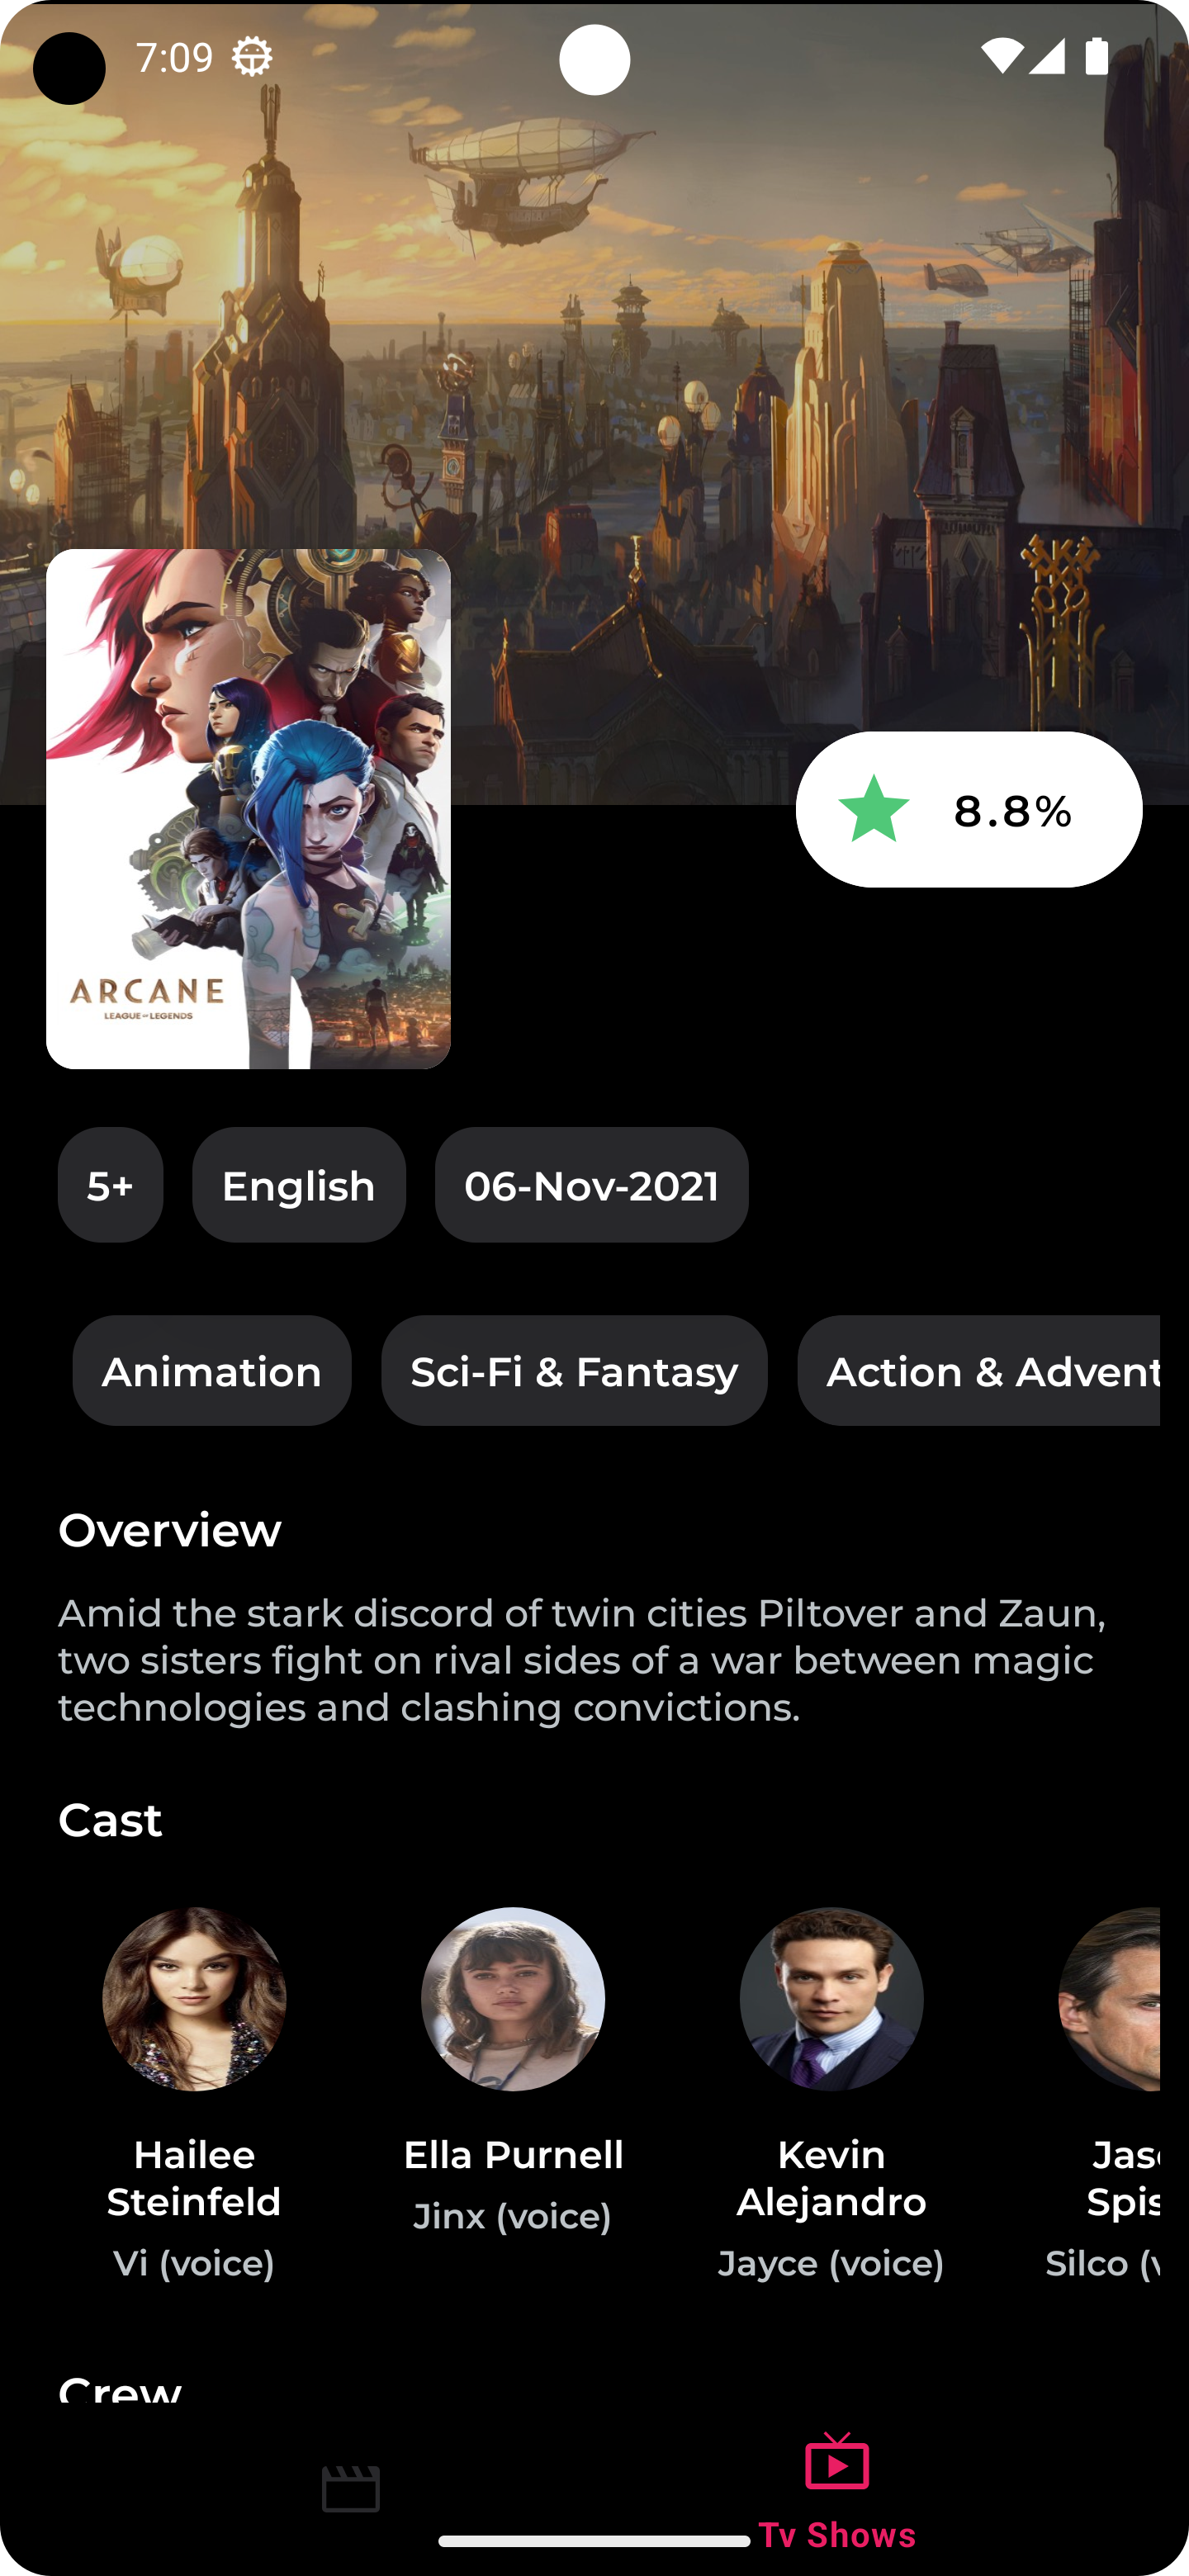 7:09
8.8%
ARCANE
LEAGUE OF LEGENDS
5+
English
06-Nov-2021
Animation
Sci-Fi & Fantasy
Action & Advent
Overview
Amid the stark discord of twin cities Piltover and Zaun,
two sisters fight on rival sides of a war between magic
technologies and clashing convictions.
Cast
Hailee
Steinfeld
Vi (voice)
Ella Purnell
Jinx (voice)
Kevin
Alejandro
Jayce (voice)
Jas
Spis
Silco (v
Crew
Tv Shows